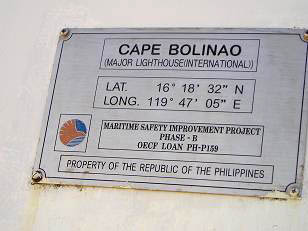 CAPE BOLINAO
(MAJOR LIGHTHOUSE(INTERNATIONAL))
LAT. 16° 18' 32" N
LONG. 119° 47' 05" E
MARITIME SAFETY IMPROVEMENT PROJECT
PHASE - B
OECF LOAN PH-P159
PROPERTY OF THE REPUBLIC OF THE PHILIPPINES